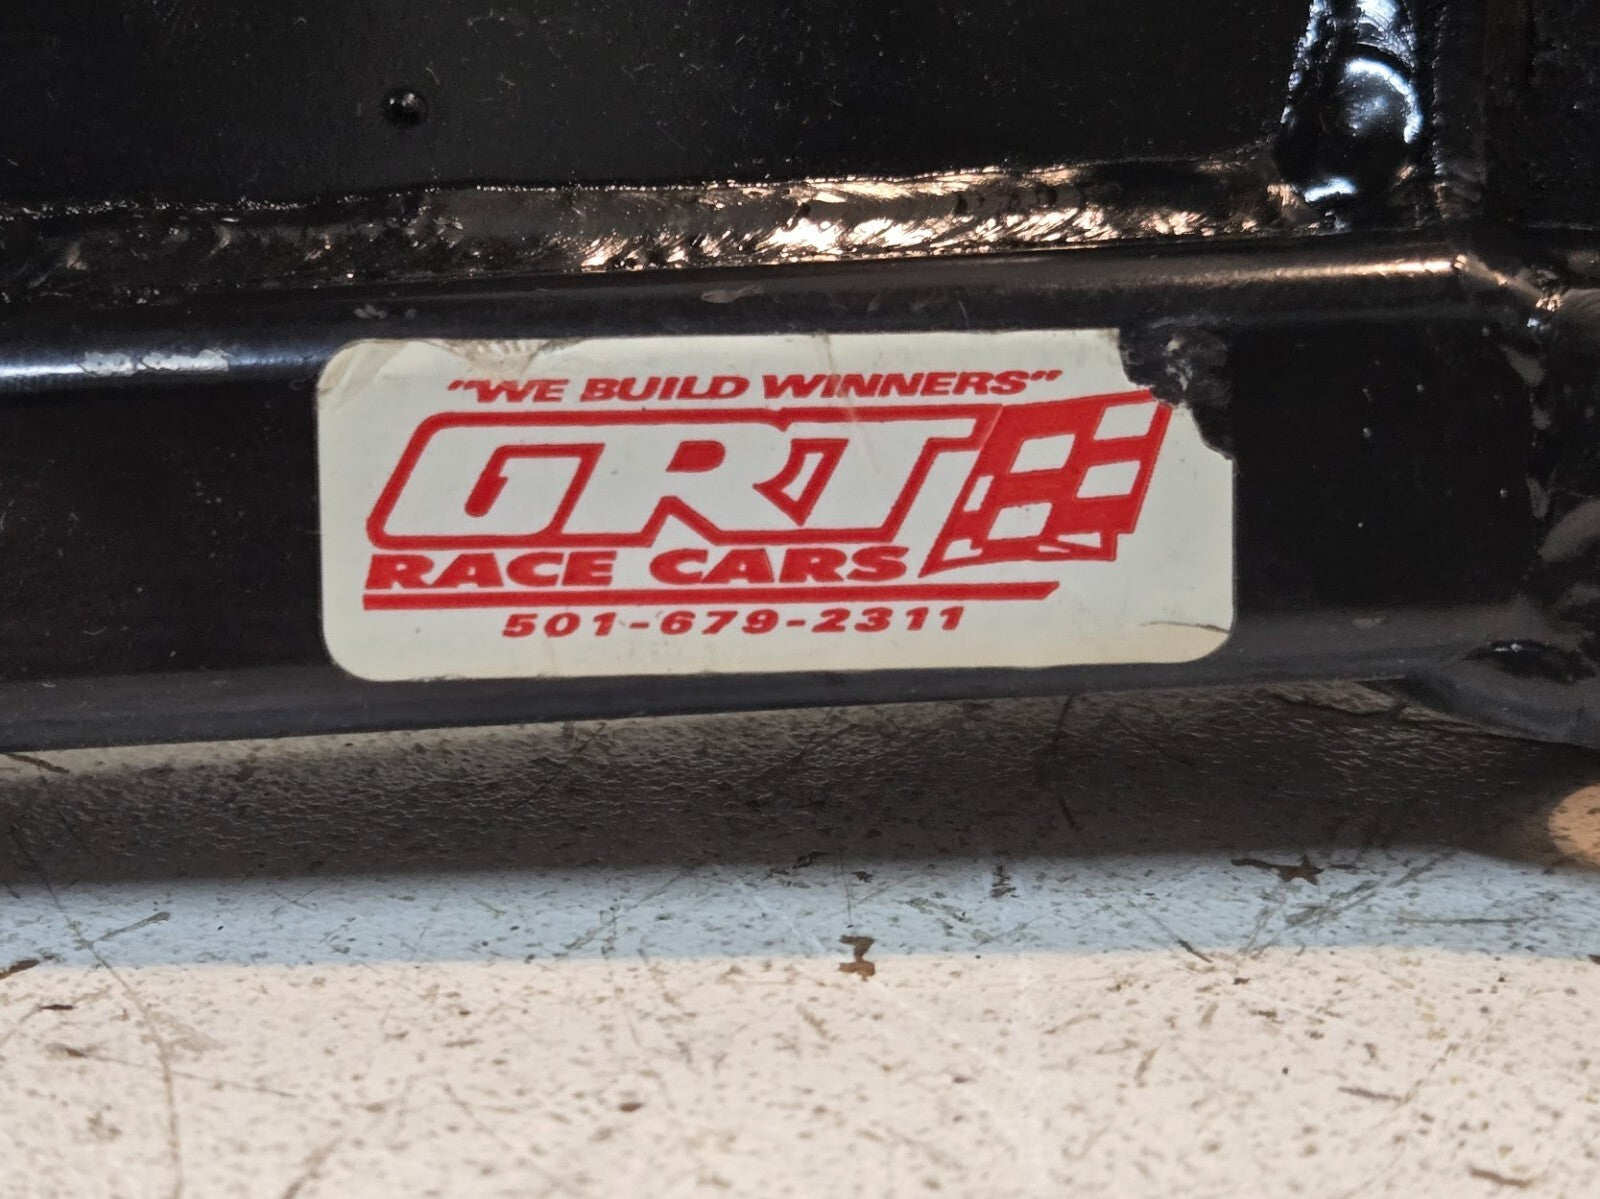 "WE BUILD WINNERS"
GRT
RACE CARS
501-679-2311